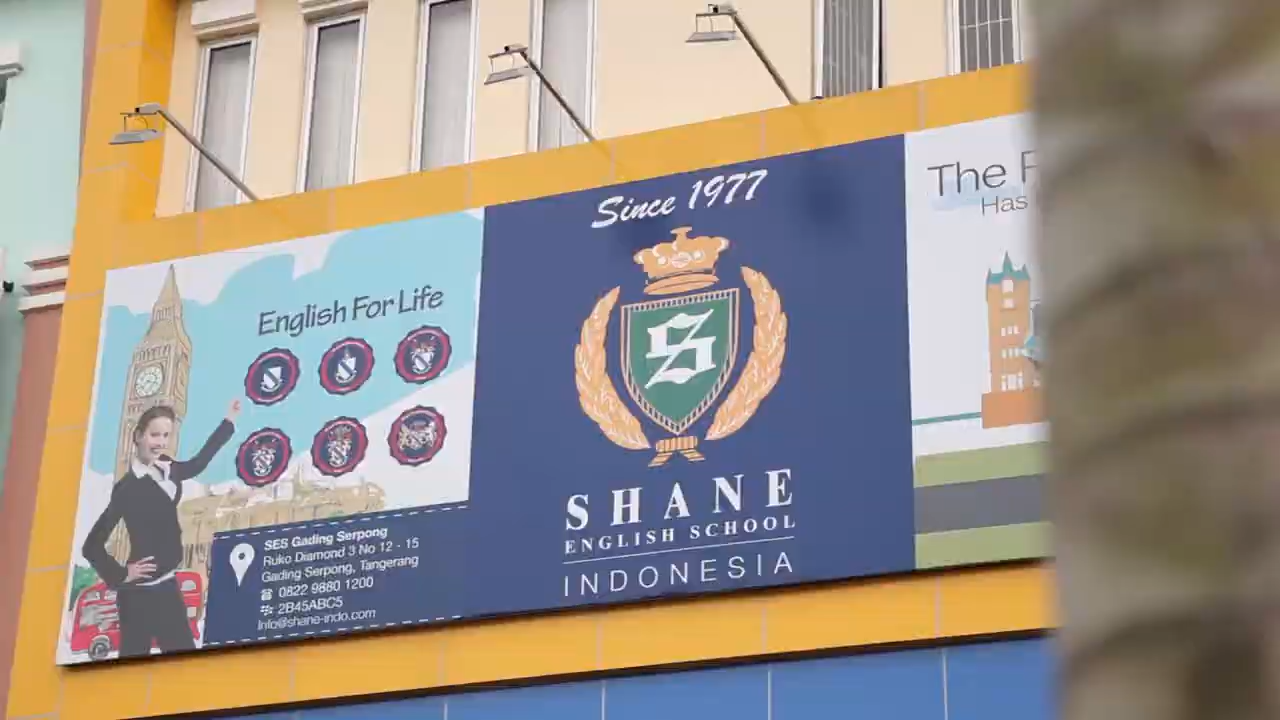 English For Life
SES Gading Serpong
Ruko Diamond 3 No 12 - 15
Gading Serpong, Tangerang
0822 9880 1200
2B45ABC5
Info@shane-indo.com
Since 1977
S
SHANE
ENGLISH SCHOOL
INDONESIA
The
Has